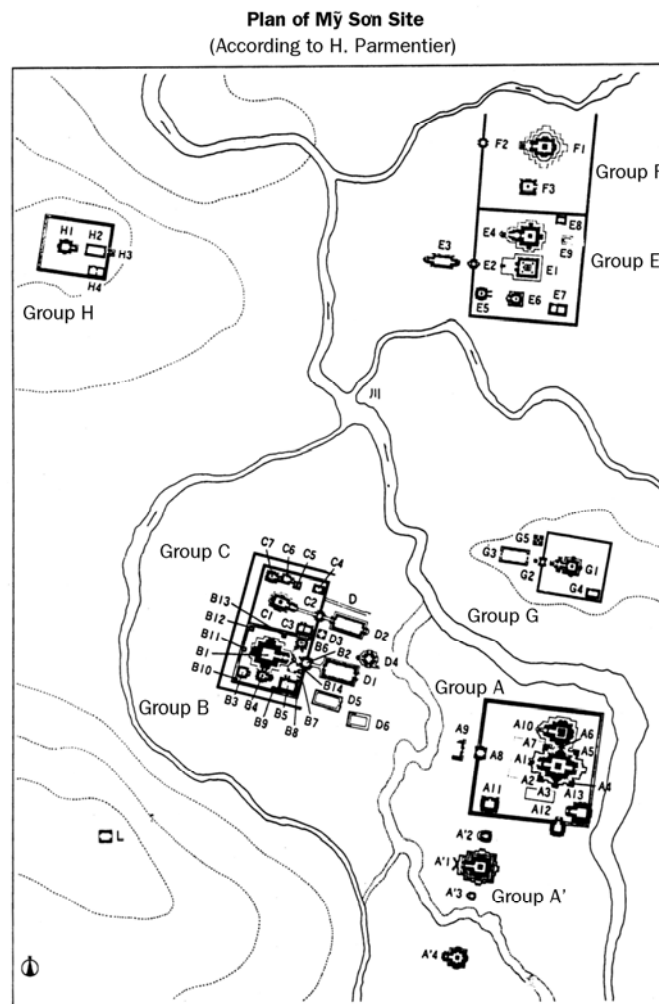 Plan of Mỹ Sơn Site
(According to H. Parmentier)
F2
F1
Group F
F3
E8
E4
E9
E3
E2
E1
Group E
E5
E6
E7
H1
H2
H3
H4
Group H
川
G5
G3
G1
G2
G4
Group G
C7
C6
C5
C4
Group C
D
C2
C1
C3
D2
B13
B12
D3
B6
B11
B2
D4
B1
D1
B10
B14
D5
B3
B4
B9
B5
B8
B7
D6
Group B
Group A
A10
A6
A9
A7
A5
A8
A1
A2
A3
A4
A13
A11
A12
A'2
A'1
Group A'
A'3
A'4
L